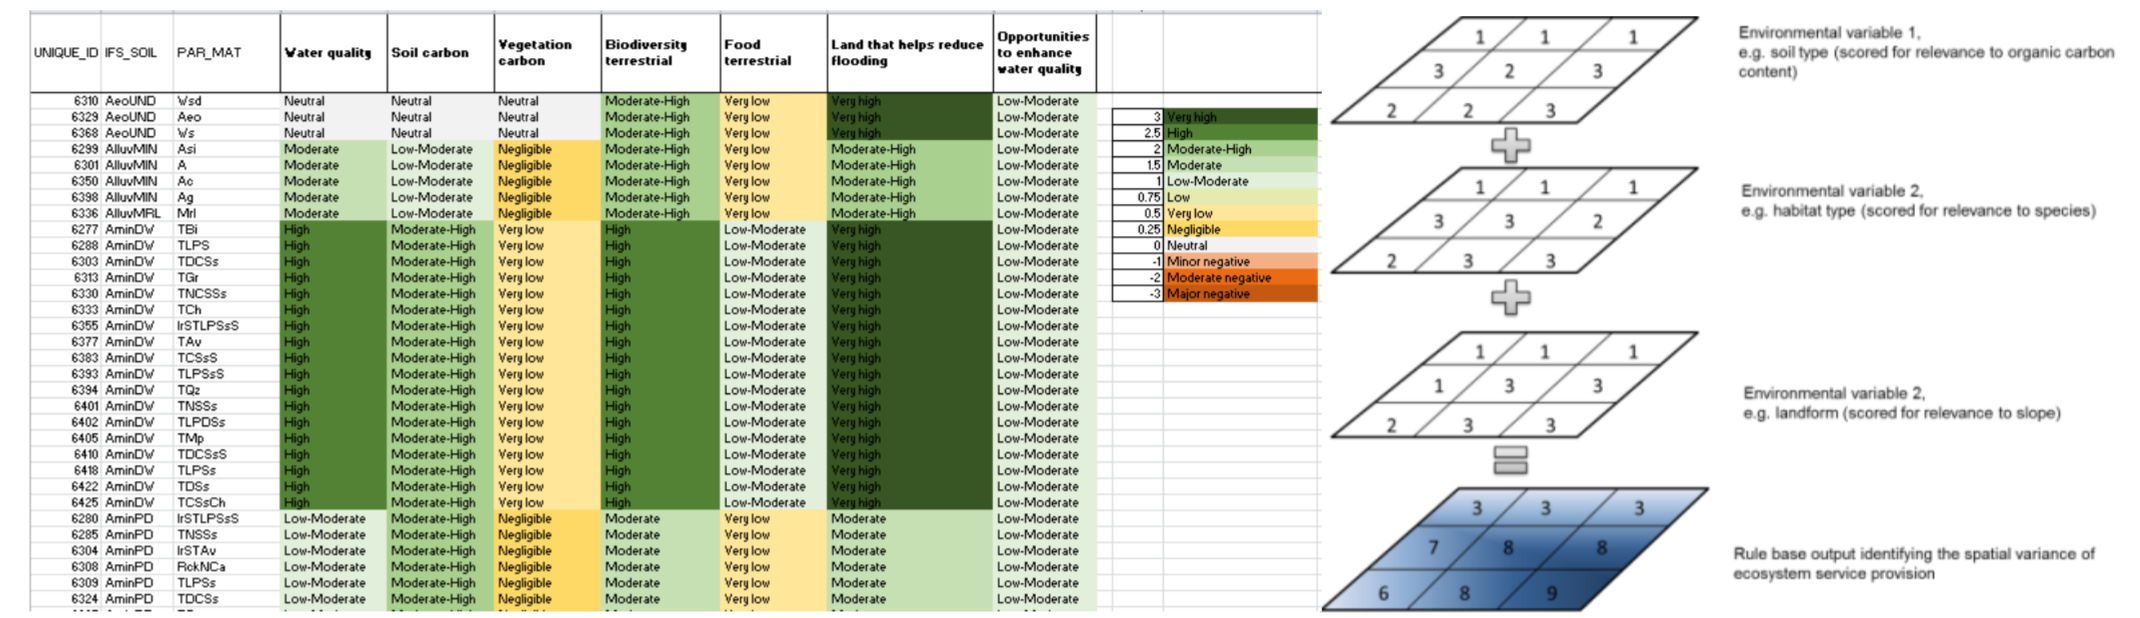 UNIQUE_ID IFS_SOIL PAR_MAT Water quality Soil carbon Vegetation carbon Biodiversity terrestrial Food terrestrial Land that helps reduce flooding Opportunities to enhance water quality
6310 AeoUND Wsd Neutral Neutral Neutral Moderate-High Very low Very high Low-Moderate
6329 AeoUND Aeo Neutral Neutral Neutral Moderate-High Very low Very high Low-Moderate
6368 AeoUND Ws Neutral Neutral Neutral Moderate-High Very low Very high Low-Moderate
6299 AlluvMIN Asi Moderate Low-Moderate Negligible Moderate-High Very low Moderate-High Low-Moderate
6301 AlluvMIN A Moderate Low-Moderate Negligible Moderate-High Very low Moderate-High Low-Moderate
6350 AlluvMIN Ac Moderate Low-Moderate Negligible Moderate-High Very low Moderate-High Low-Moderate
6398 AlluvMIN Ag Moderate Low-Moderate Negligible Moderate-High Very low Moderate-High Low-Moderate
6336 AlluvMRL Mrl Moderate Low-Moderate Negligible Moderate-High Very low Moderate-High Low-Moderate
6277 AminDW TBi High Moderate-High Very low High Low-Moderate Very high Low-Moderate
6288 AminDW TLPS High Moderate-High Very low High Low-Moderate Very high Low-Moderate
6303 AminDW TDCSs High Moderate-High Very low High Low-Moderate Very high Low-Moderate
6313 AminDW TGr High Moderate-High Very low High Low-Moderate Very high Low-Moderate
6330 AminDW TNCSSs High Moderate-High Very low High Low-Moderate Very high Low-Moderate
6333 AminDW TCh High Moderate-High Very low High Low-Moderate Very high Low-Moderate
6355 AminDW IrSTLPSsS High Moderate-High Very low High Low-Moderate Very high Low-Moderate
6377 AminDW TAv High Moderate-High Very low High Low-Moderate Very high Low-Moderate
6383 AminDW TCSsS High Moderate-High Very low High Low-Moderate Very high Low-Moderate
6393 AminDW TLPSsS High Moderate-High Very low High Low-Moderate Very high Low-Moderate
6394 AminDW TQz High Moderate-High Very low High Low-Moderate Very high Low-Moderate
6401 AminDW TNSSs High Moderate-High Very low High Low-Moderate Very high Low-Moderate
6402 AminDW TLPDSs High Moderate-High Very low High Low-Moderate Very high Low-Moderate
6405 AminDW TMp High Moderate-High Very low High Low-Moderate Very high Low-Moderate
6410 AminDW TDCSsS High Moderate-High Very low High Low-Moderate Very high Low-Moderate
6418 AminDW TLPSs High Moderate-High Very low High Low-Moderate Very high Low-Moderate
6422 AminDW TDSs High Moderate-High Very low High Low-Moderate Very high Low-Moderate
6425 AminDW TCSsCh High Moderate-High Very low High Low-Moderate Very high Low-Moderate
6280 AminPD IrSTLPSsS Low-Moderate Moderate-High Negligible Moderate Very low Moderate Low-Moderate
6285 AminPD TNSSs Low-Moderate Moderate-High Negligible Moderate Very low Moderate Low-Moderate
6304 AminPD IrSTAv Low-Moderate Moderate-High Negligible Moderate Very low Moderate Low-Moderate
6308 AminPD RckNCa Low-Moderate Moderate-High Negligible Moderate Very low Moderate Low-Moderate
6309 AminPD TLPSs Low-Moderate Moderate-High Negligible Moderate Very low Moderate Low-Moderate
6324 AminPD TDCSs Low-Moderate Moderate-High Negligible Moderate Very low Moderate Low-Moderate
3 Very high
2.5 High
2 Moderate-High
1.5 Moderate
1 Low-Moderate
0.75 Low
0.5 Very low
0.25 Negligible
0 Neutral
-1 Minor negative
-2 Moderate negative
-3 Major negative
1 1 1
3 2 3
2 2 3
Environmental variable 1,
e.g. soil type (scored for relevance to organic carbon
content)
1 1 1
3 3 2
2 3 3
Environmental variable 2,
e.g. habitat type (scored for relevance to species)
1 1 1
1 3 3
2 3 3
Environmental variable 2,
e.g. landform (scored for relevance to slope)
3 3 3
7 8 8
6 8 9
Rule base output identifying the spatial variance of
ecosystem service provision